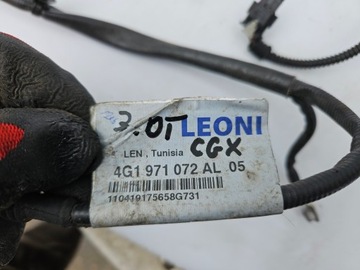 3.0T LEONI
LEN , Tunisia CGX
4G1 971 072 AL 05
110419175658G731